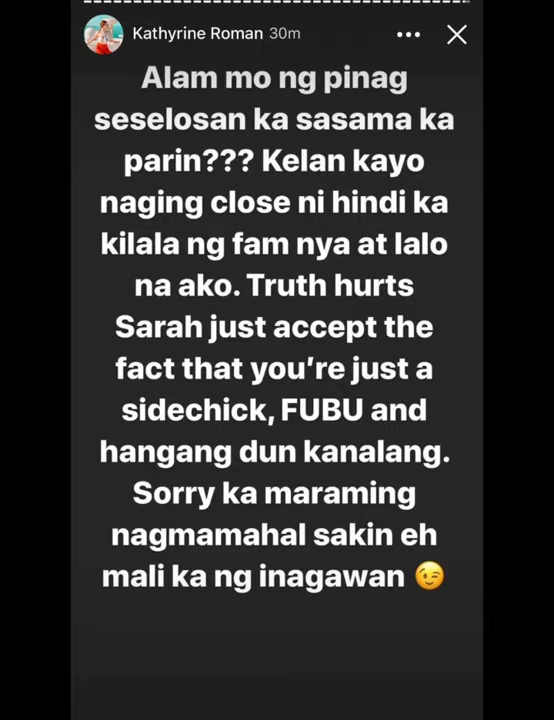 Kathyrine Roman 30m
Alam mo ng pinag
seselosan ka sasama ka
parin??? Kelan kayo
naging close ni hindi ka
kilala ng fam nya at lalo
na ako. Truth hurts
Sarah just accept the
fact that you’re just a
sidechick, FUBU and
hangang dun kanalang.
Sorry ka maraming
nagmamahal sakin eh
mali ka ng inagawan 😉